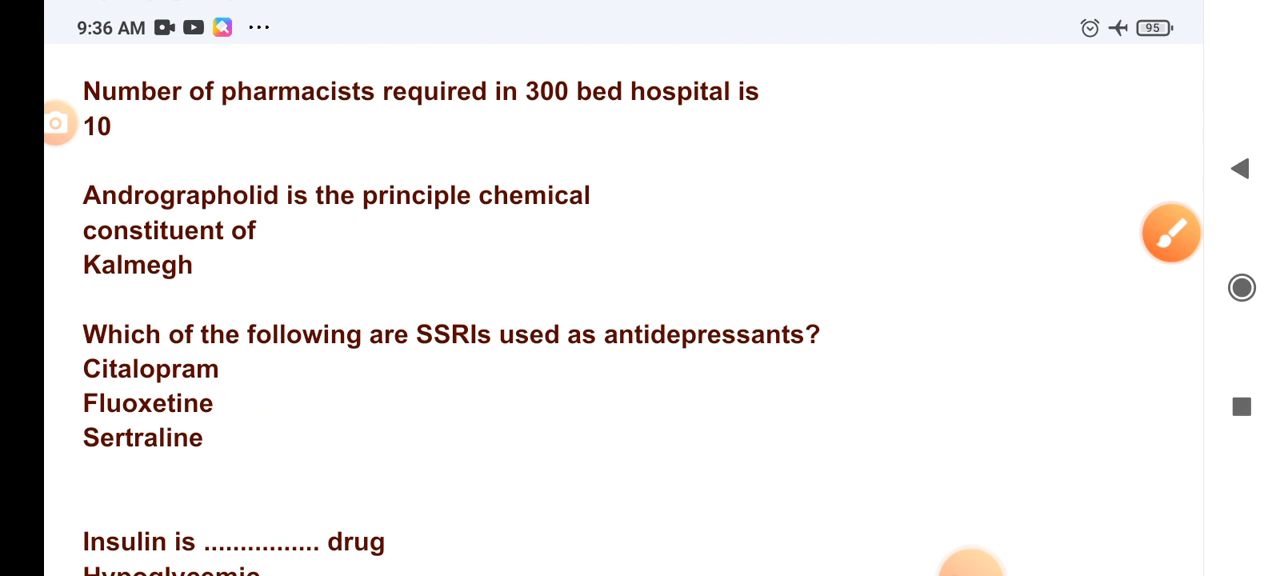 9:36 AM
95
Number of pharmacists required in 300 bed hospital is
10
Andrographolid is the principle chemical
constituent of
Kalmegh
Which of the following are SSRIs used as antidepressants?
Citalopram
Fluoxetine
Sertraline
Insulin is ................ drug
Hypoglycemic